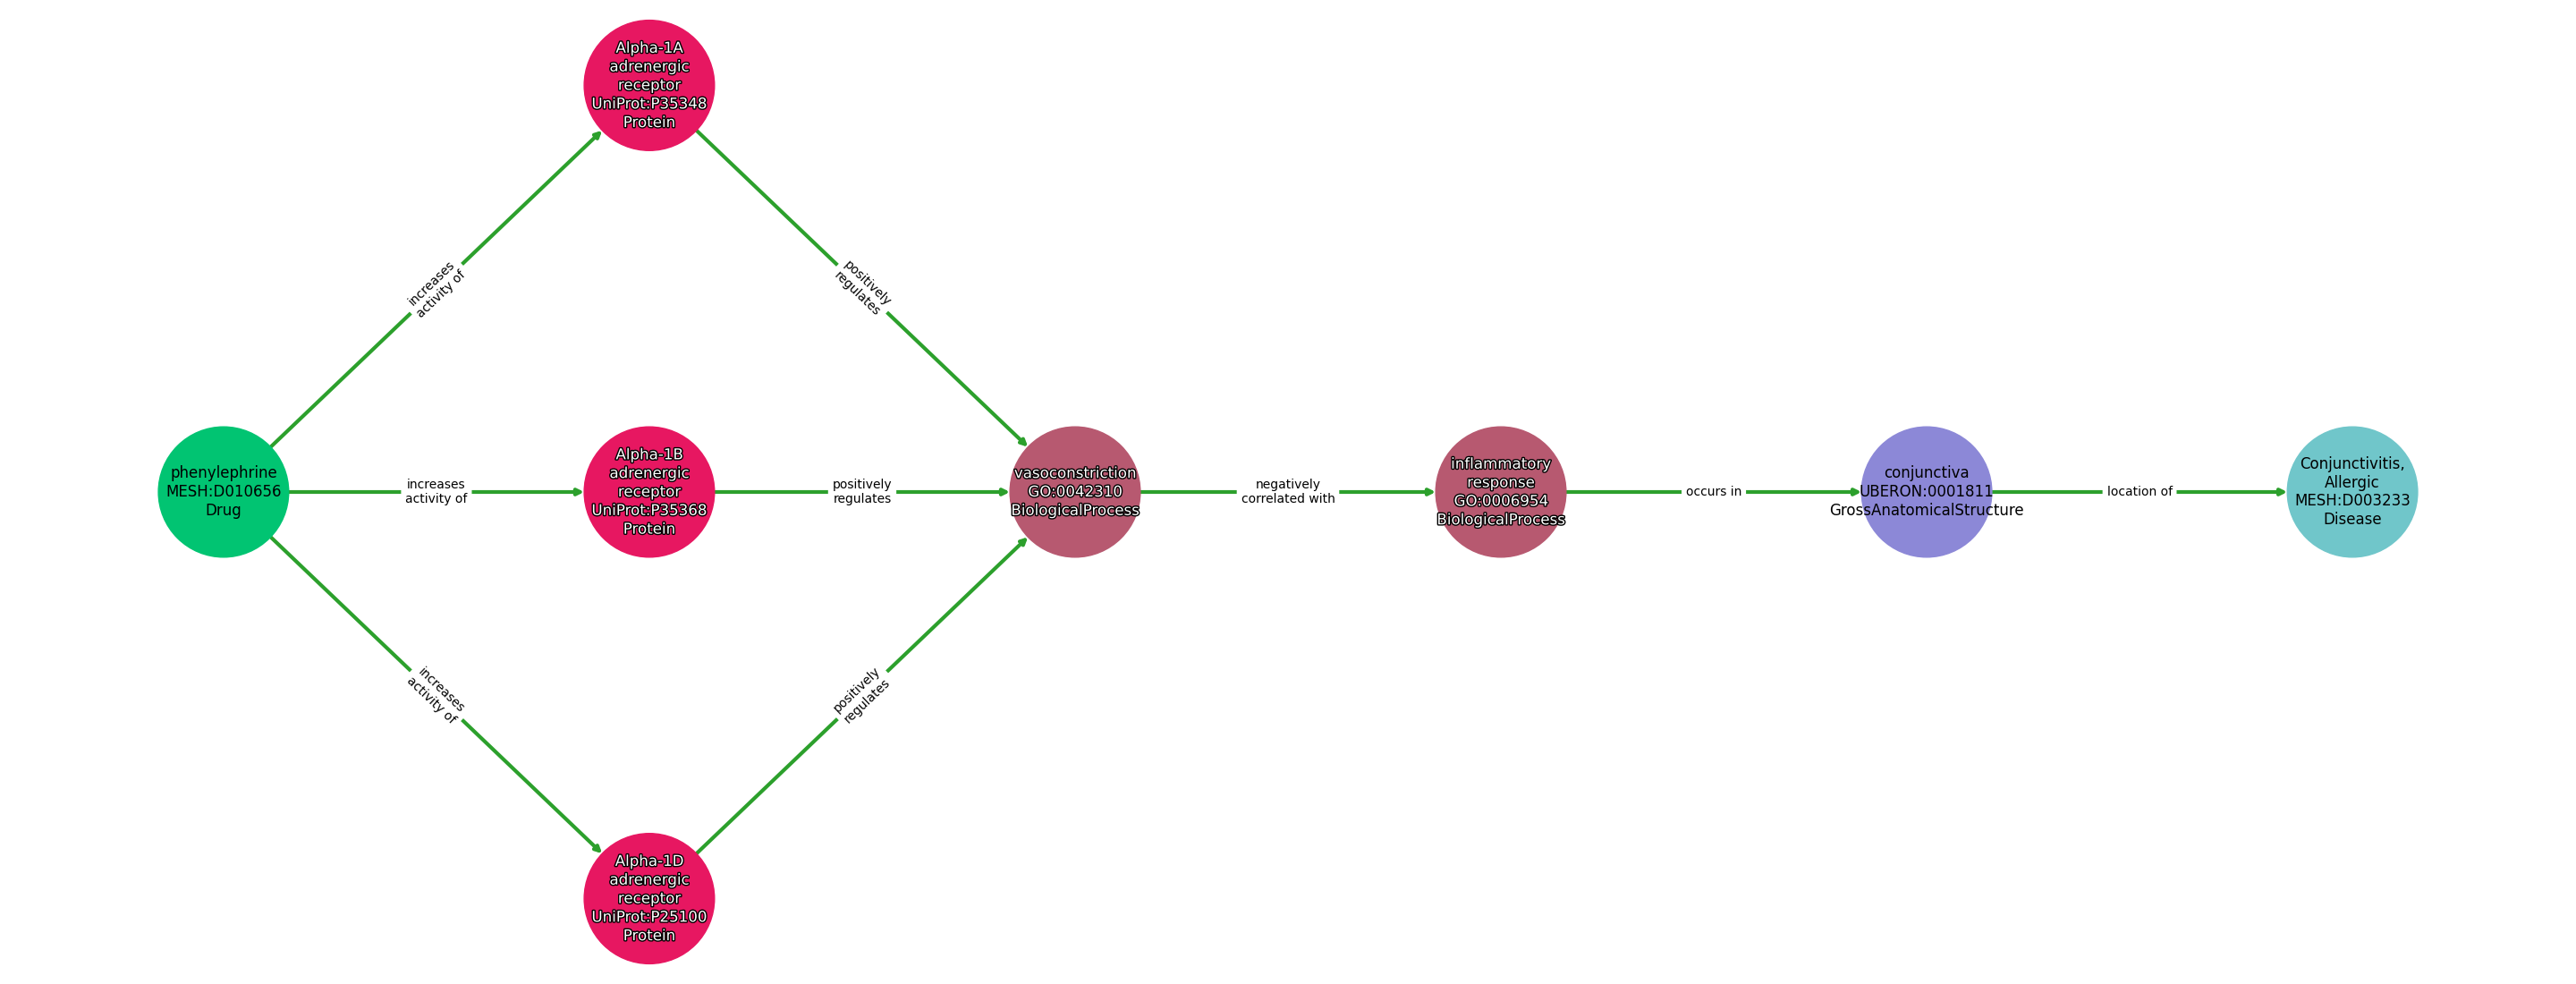 Alpha-1A
adrenergic
receptor
UniProt:P35348
Protein
increases
activity of
positively
regulates
phenylephrine
MESH:D010656
Drug
increases
activity of
Alpha-1B
adrenergic
receptor
UniProt:P35368
Protein
positively
regulates
vasoconstriction
GO:0042310
BiologicalProcess
negatively
correlated with
inflammatory
response
GO:0006954
BiologicalProcess
occurs in
conjunctiva
UBERON:0001811
GrossAnatomicalStructure
location of
Conjunctivitis,
Allergic
MESH:D003233
Disease
increases
activity of
positively
regulates
Alpha-1D
adrenergic
receptor
UniProt:P25100
Protein